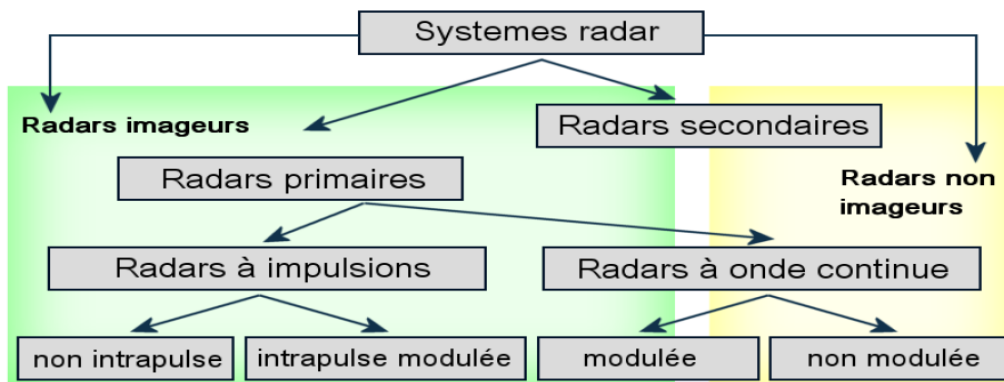 Systemes radar
Radars imageurs
Radars secondaires
Radars primaires
Radars non
imageurs
Radars à impulsions
Radars à onde continue
non intrapulse
intrapulse modulée
modulée
non modulée